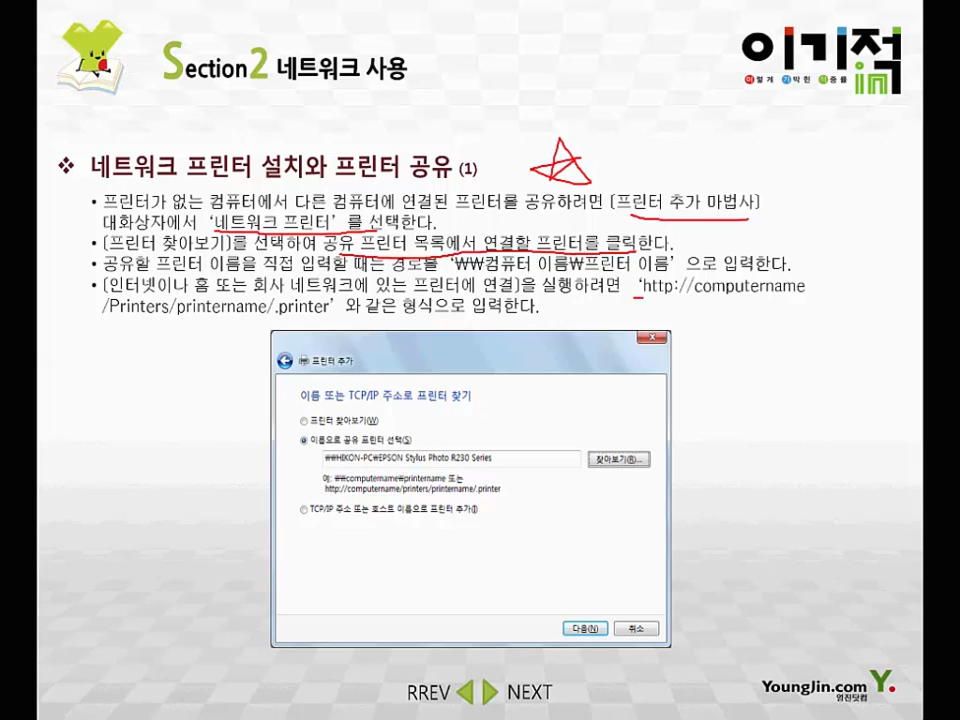 Section 2 네트워크 사용
이기적in
이렇게 기막힌 적중률
❖ 네트워크 프린터 설치와 프린터 공유 (1)
• 프린터가 없는 컴퓨터에서 다른 컴퓨터에 연결된 프린터를 공유하려면 [프린터 추가 마법사]
대화상자에서 ‘네트워크 프린터’를 선택한다.
• [프린터 찾아보기]를 선택하여 공유 프린터 목록에서 연결할 프린터를 클릭한다.
• 공유할 프린터 이름을 직접 입력할 때는 경로를 ‘₩₩컴퓨터 이름₩프린터 이름’으로 입력한다.
• [인터넷이나 홈 또는 회사 네트워크에 있는 프린터에 연결]을 실행하려면 ‘http://computername
/Printers/printername/.printer’와 같은 형식으로 입력한다.
프린터 추가
이름 또는 TCP/IP 주소로 프린터 찾기
프린터 찾아보기(W)
이름으로 공유 프린터 선택(S)
₩₩HIKON-PC₩EPSON Stylus Photo R230 Series
찾아보기(R)...
예: ₩₩computername₩printername 또는
http://computername/printers/printername/.printer
TCP/IP 주소 또는 호스트 이름으로 프린터 추가(I)
다음(N) 취소
RREV NEXT
YoungJin.com Y.
영진닷컴